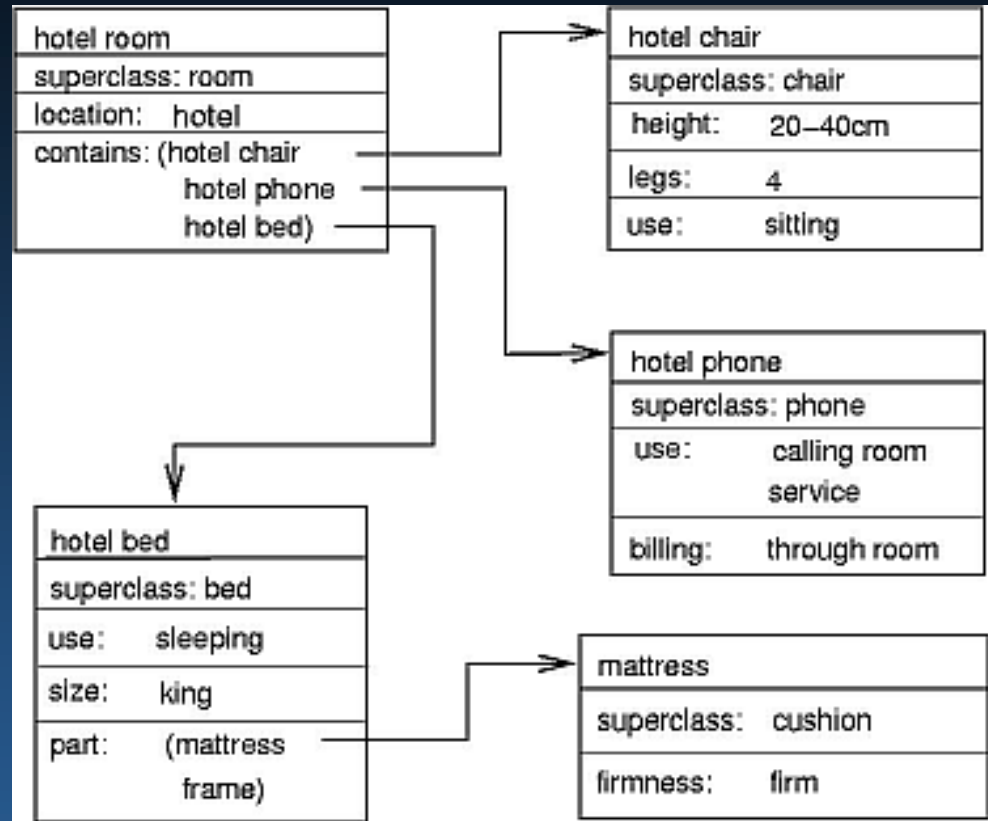 hotel room
superclass: room
location: hotel
contains: (hotel chair
hotel phone
hotel bed)
hotel chair
superclass: chair
height: 20–40cm
legs: 4
use: sitting
hotel phone
superclass: phone
use: calling room
service
billing: through room
hotel bed
superclass: bed
use: sleeping
size: king
part: (mattress
frame)
mattress
superclass: cushion
firmness: firm